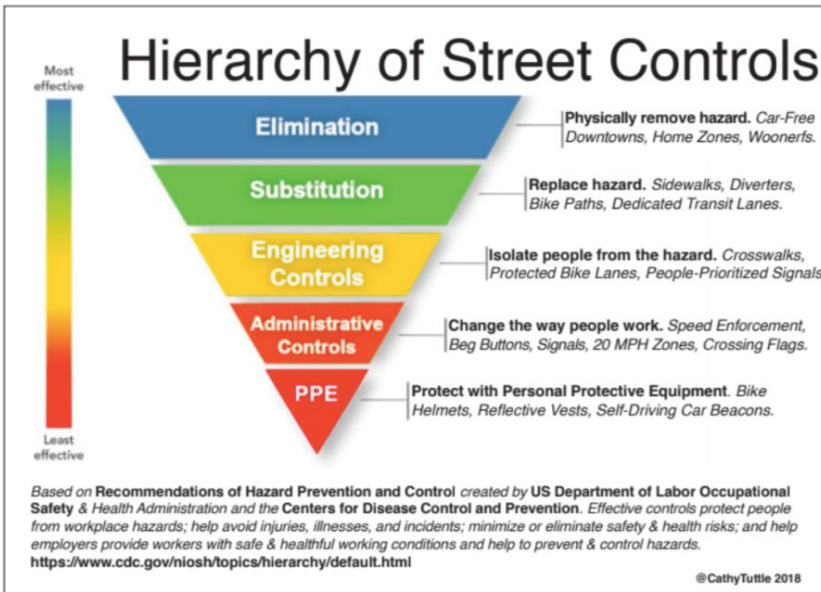 Hierarchy of Street Controls
Most
effective
Elimination
Physically remove hazard. Car-Free
Downtowns, Home Zones, Woonerfs.
Substitution
Replace hazard. Sidewalks, Diverters,
Bike Paths, Dedicated Transit Lanes.
Engineering
Controls
Isolate people from the hazard. Crosswalks,
Protected Bike Lanes, People-Prioritized Signals
Administrative
Controls
Change the way people work. Speed Enforcement,
Beg Buttons, Signals, 20 MPH Zones, Crossing Flags.
PPE
Protect with Personal Protective Equipment. Bike
Helmets, Reflective Vests, Self-Driving Car Beacons.
Least
effective
Based on Recommendations of Hazard Prevention and Control created by US Department of Labor Occupational
Safety & Health Administration and the Centers for Disease Control and Prevention. Effective controls protect people
from workplace hazards; help avoid injuries, illnesses, and incidents; minimize or eliminate safety & health risks; and help
employers provide workers with safe & healthful working conditions and help to prevent & control hazards.
https://www.cdc.gov/niosh/topics/hierarchy/default.html
@CathyTuttle 2018